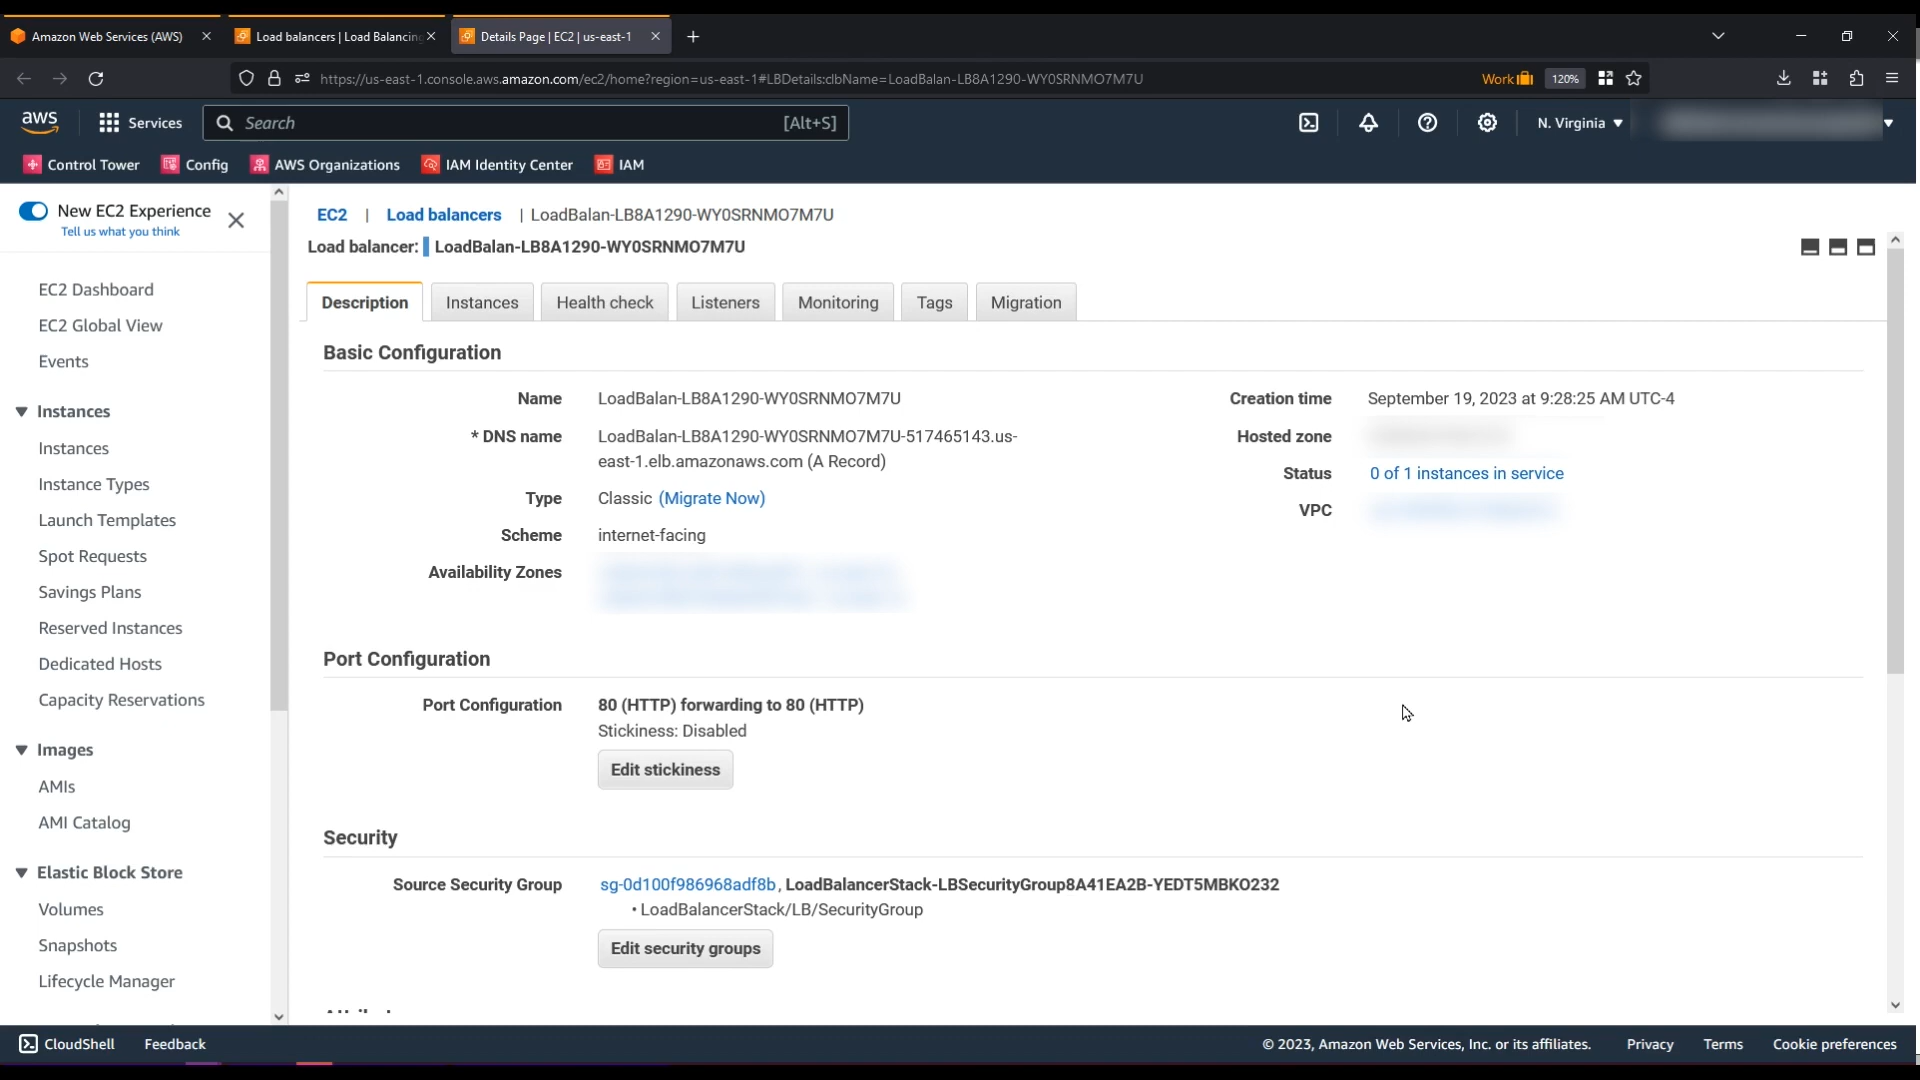 Amazon Web Services (AWS)
Load balancers | Load Balancing
Details Page | EC2 | us-east-1
https://us-east-1.console.aws.amazon.com/ec2/home?region=us-east-1#LBDetails:clbName=LoadBalan-LB8A1290-WY0SRNMO7M7U
Work
120%
aws
Services
Search
[Alt+S]
N. Virginia
Control Tower
Config
AWS Organizations
IAM Identity Center
IAM
New EC2 Experience
Tell us what you think
EC2 Dashboard
EC2 Global View
Events
Instances
Instances
Instance Types
Launch Templates
Spot Requests
Savings Plans
Reserved Instances
Dedicated Hosts
Capacity Reservations
Images
AMIs
AMI Catalog
Elastic Block Store
Volumes
Snapshots
Lifecycle Manager
EC2 | Load balancers | LoadBalan-LB8A1290-WY0SRNMO7M7U
Load balancer: LoadBalan-LB8A1290-WY0SRNMO7M7U
Description
Instances
Health check
Listeners
Monitoring
Tags
Migration
Basic Configuration
Name LoadBalan-LB8A1290-WY0SRNMO7M7U
* DNS name LoadBalan-LB8A1290-WY0SRNMO7M7U-517465143.us-
east-1.elb.amazonaws.com (A Record)
Type Classic (Migrate Now)
Scheme internet-facing
Availability Zones
Creation time September 19, 2023 at 9:28:25 AM UTC-4
Hosted zone
Status 0 of 1 instances in service
VPC
Port Configuration
Port Configuration 80 (HTTP) forwarding to 80 (HTTP)
Stickiness: Disabled
Edit stickiness
Security
Source Security Group sg-0d100f986968adf8b, LoadBalancerStack-LBSecurityGroup8A41EA2B-YEDT5MBKO232
• LoadBalancerStack/LB/SecurityGroup
Edit security groups
CloudShell
Feedback
© 2023, Amazon Web Services, Inc. or its affiliates.
Privacy
Terms
Cookie preferences